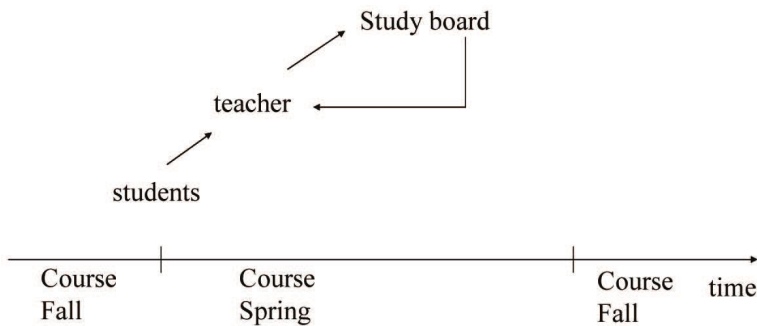 Study board
teacher
students
Course
Fall
Course
Spring
Course
Fall
time